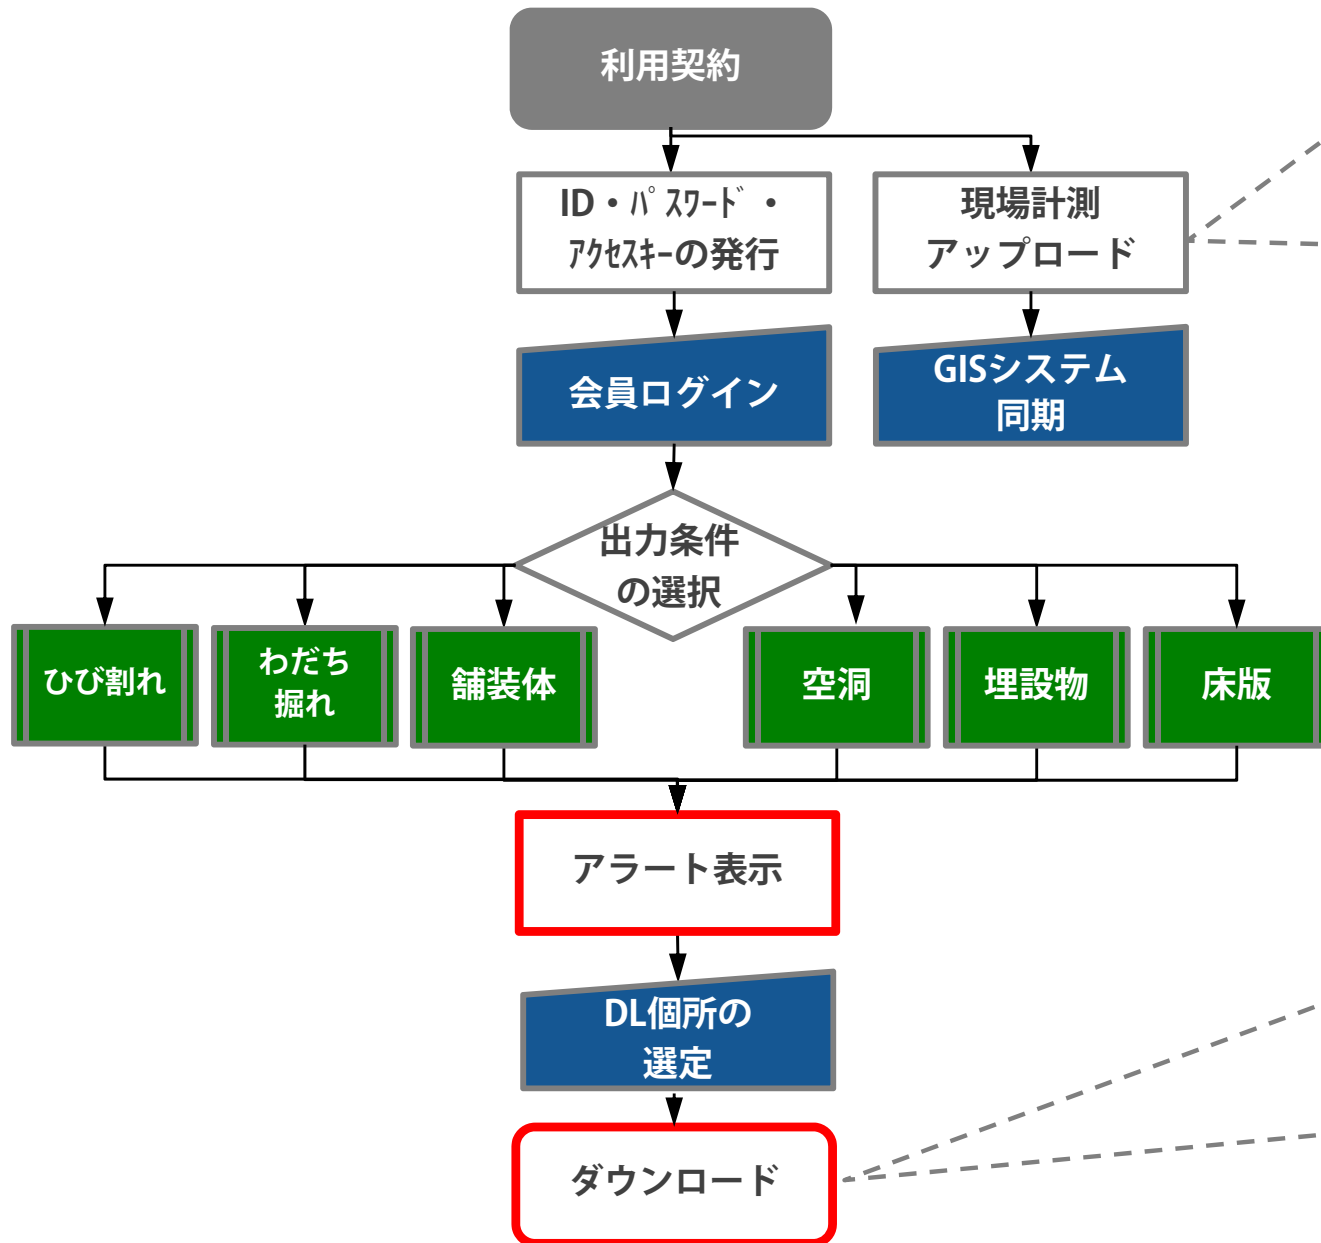 利用契約
ID・ﾊﾟｽﾜｰﾄﾞ・
ｱｸｾｽｷｰの発行
現場計測
アップロード
会員ログイン
GISシステム
同期
出力条件
の選択
ひび割れ
わだち
掘れ
舗装体
空洞
埋設物
床版
アラート表示
DL個所の
選定
ダウンロード